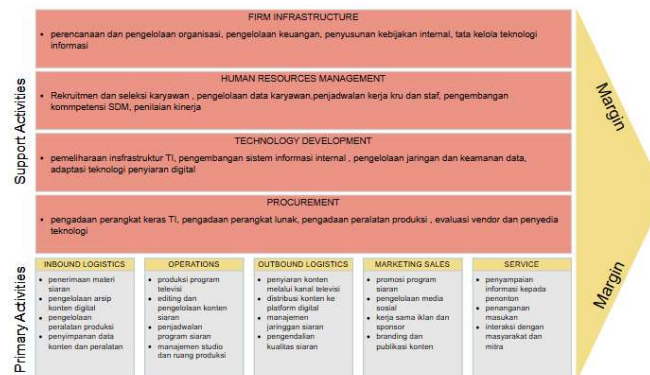 FIRM INFRASTRUCTURE
• perencanaan dan pengelolaan organisasi, pengelolaan keuangan, penyusunan kebijakan internal, tata kelola teknologi
informasi
HUMAN RESOURCES MANAGEMENT
• Rekruitmen dan seleksi karyawan , pengelolaan data karyawan,penjadwalan kerja kru dan staf, pengembangan
kommpetensi SDM, penilaian kinerja
TECHNOLOGY DEVELOPMENT
• pemeliharaan insfrastruktur TI, pengembangan sistem informasi internal , pengelolaan jaringan dan keamanan data,
adaptasi teknologi penyiaran digital
PROCUREMENT
• pengadaan perangkat keras TI, pengadaan perangkat lunak, pengadaan peralatan produksi , evaluasi vendor dan penyedia
teknologi
Support Activities
Margin
Margin
Primary Activities
INBOUND LOGISTICS
• penerimaan materi
siaran
• pengelolaan arsip
konten digital
• pengelolaan
peralatan produksi
• penyimpanan data
konten dan peralatan
OPERATIONS
• produksi program
televisi
• editing dan
pengelolaan konten
siaran
• penjadwalan
program siaran
• manajemen studio
dan ruang produksi
OUTBOUND LOGISTICS
• penyiaran konten
melalui kanal televisi
• distribusi konten ke
platform digital
• manajemen
jaringgan siaran
• pengendalian
kualitas siaran
MARKETING SALES
• promosi program
siaran
• pengelolaan media
sosial
• kerja sama iklan dan
sponsor
• branding dan
publikasi konten
SERVICE
• penyampaian
informasi kepada
penonton
• penanganan
masukan
• interaksi dengan
masyarakat dan
mitra